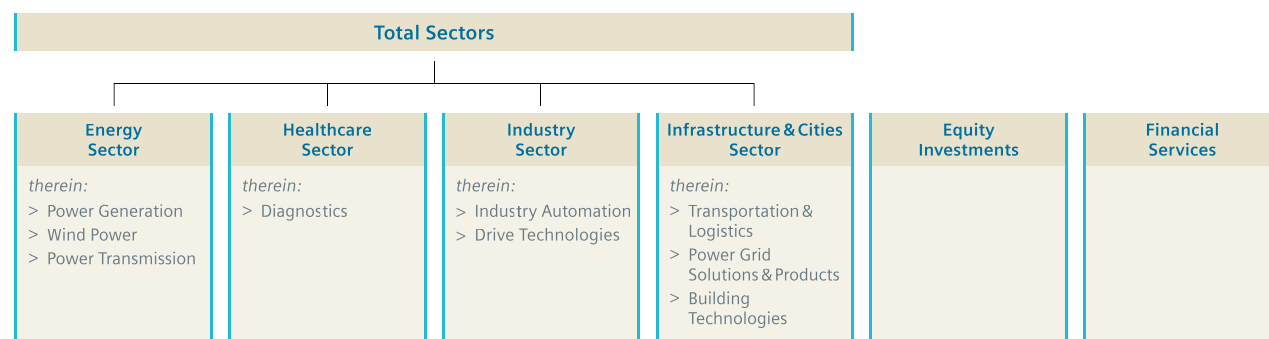 Total Sectors
Energy
Sector
therein:
> Power Generation
> Wind Power
> Power Transmission
Healthcare
Sector
therein:
> Diagnostics
Industry
Sector
therein:
> Industry Automation
> Drive Technologies
Infrastructure & Cities
Sector
therein:
> Transportation &
Logistics
> Power Grid
Solutions & Products
> Building
Technologies
Equity
Investments
Financial
Services